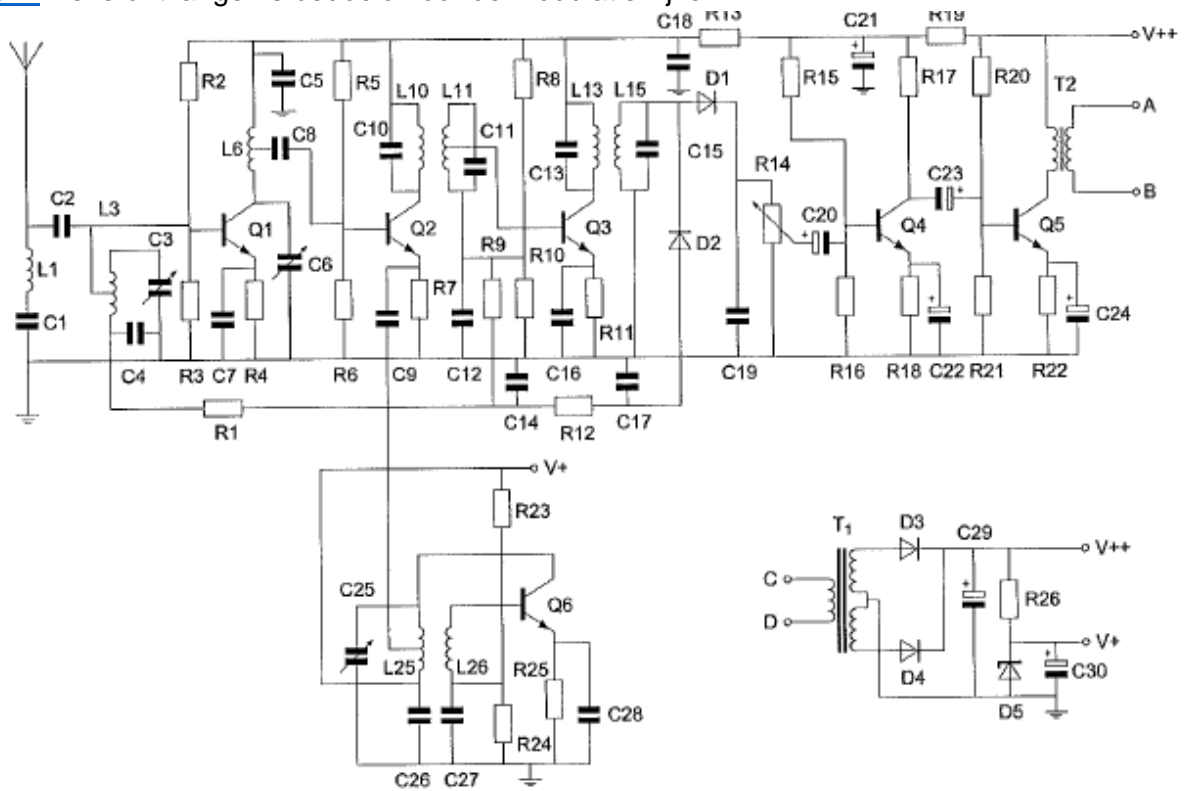 R13
C21
R19
V++
C18
R2
C5
R5
L10
L11
R8
L13
L15
D1
R15
R17
R20
T2
A
C10
C11
L6
C8
C13
C15
R14
C23
B
C2
L3
Q1
Q2
Q3
D2
C20
Q4
Q5
C3
C6
R9
R10
L1
R7
C1
R11
C24
C4
R3
C7
R4
R6
C9
C12
C16
C19
R16
R18
C22
R21
R22
R1
C14
R12
C17
V+
R23
T1
D3
C29
V++
C25
Q6
C
D
R26
L25
L26
R25
V+
C28
D4
C30
R24
D5
C26
C27